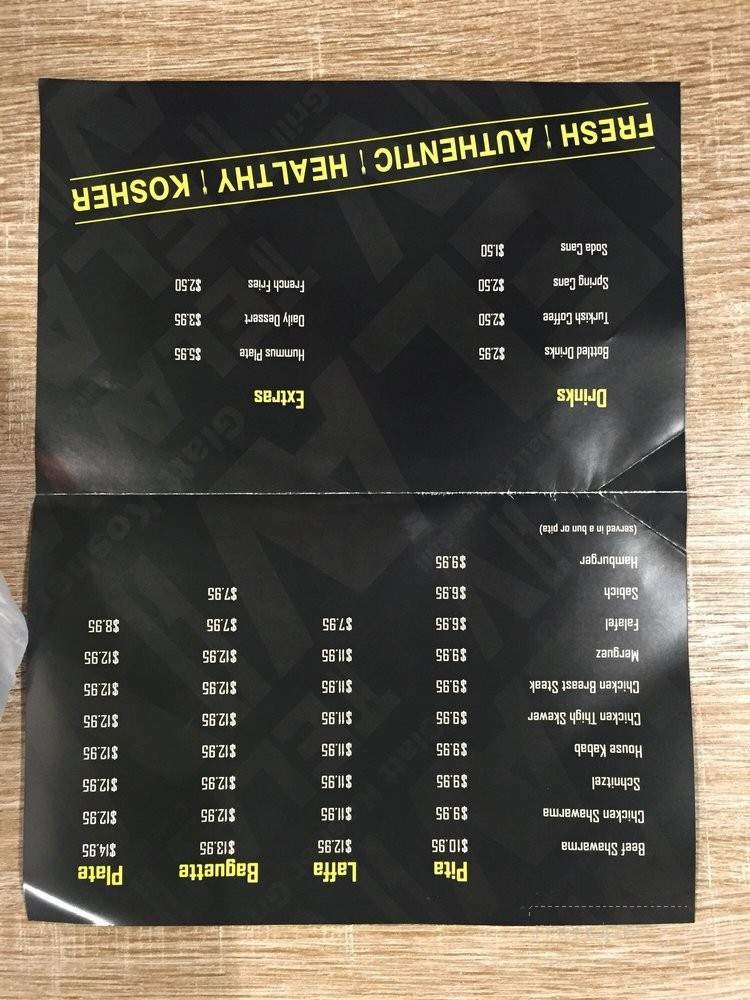 Pita Laffa Baguette Plate
Beef Shawarma $10.95 $12.95 $13.95 $14.95
Chicken Shawarma $9.95 $11.95 $12.95 $12.95
Schnitzel $9.95 $11.95 $12.95 $12.95
House Kabab $9.95 $11.95 $12.95 $12.95
Chicken Thigh Skewer $9.95 $11.95 $12.95 $12.95
Chicken Breast Steak $9.95 $11.95 $12.95 $12.95
Merguez $9.95 $11.95 $12.95 $12.95
Falafel $6.95 $7.95 $7.95 $8.95
Sabich $6.95 $7.95
Hamburger $9.95
(served in a bun or pita)
Drinks
Bottled Drinks $2.95
Turkish Coffee $2.50
Spring Cans $2.50
Soda Cans $1.50
Extras
Hummus Plate $5.95
Daily Dessert $3.95
French Fries $2.50
FRESH | AUTHENTIC | HEALTHY | KOSHER